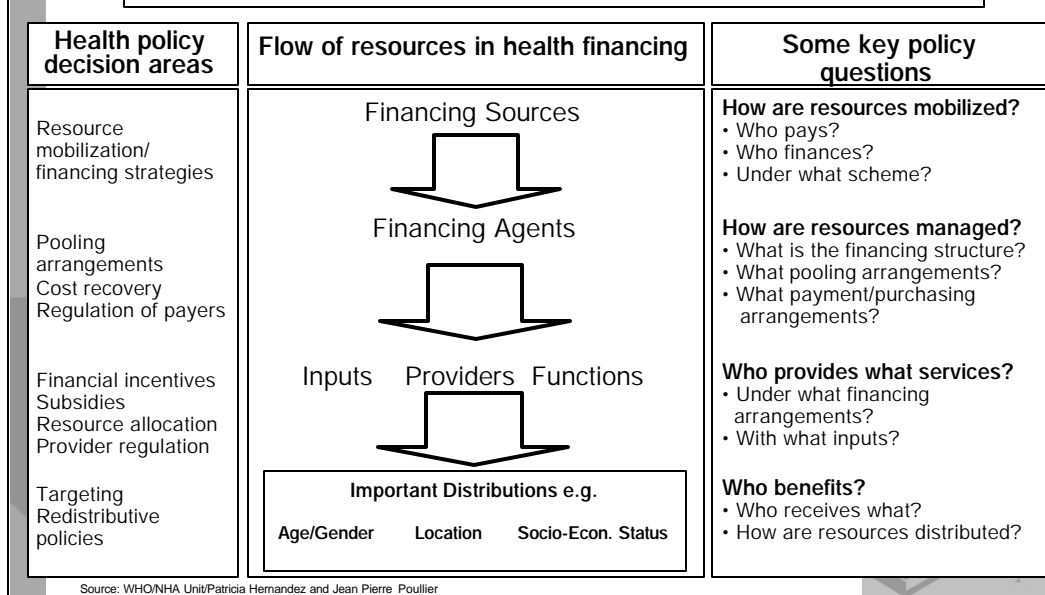 Health policy
decision areas
Flow of resources in health financing
Some key policy
questions
Resource
mobilization/
financing strategies
Pooling
arrangements
Cost recovery
Regulation of payers
Financial incentives
Subsidies
Resource allocation
Provider regulation
Targeting
Redistributive
policies
Financing Sources
Financing Agents
Inputs Providers Functions
Important Distributions e.g.
Age/Gender Location Socio-Econ. Status
How are resources mobilized?
• Who pays?
• Who finances?
• Under what scheme?
How are resources managed?
• What is the financing structure?
• What pooling arrangements?
• What payment/purchasing
arrangements?
Who provides what services?
• Under what financing
arrangements?
• With what inputs?
Who benefits?
• Who receives what?
• How are resources distributed?
Source: WHO/NHA Unit/Patricia Hernandez and Jean Pierre Poullier